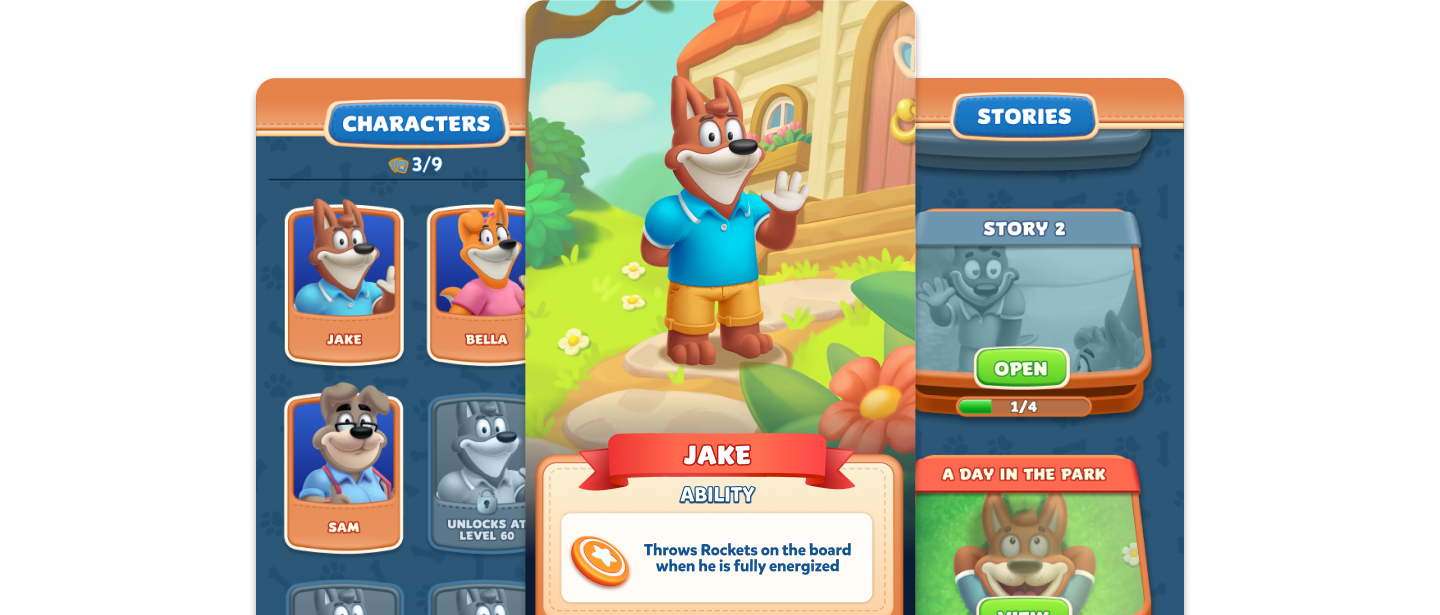 CHARACTERS
3/9
JAKE
BELLA
SAM
UNLOCKS AT
LEVEL 60
JAKE
ABILITY
Throws Rockets on the board
when he is fully energized
STORIES
STORY 2
OPEN
1/4
A DAY IN THE PARK
VIEW